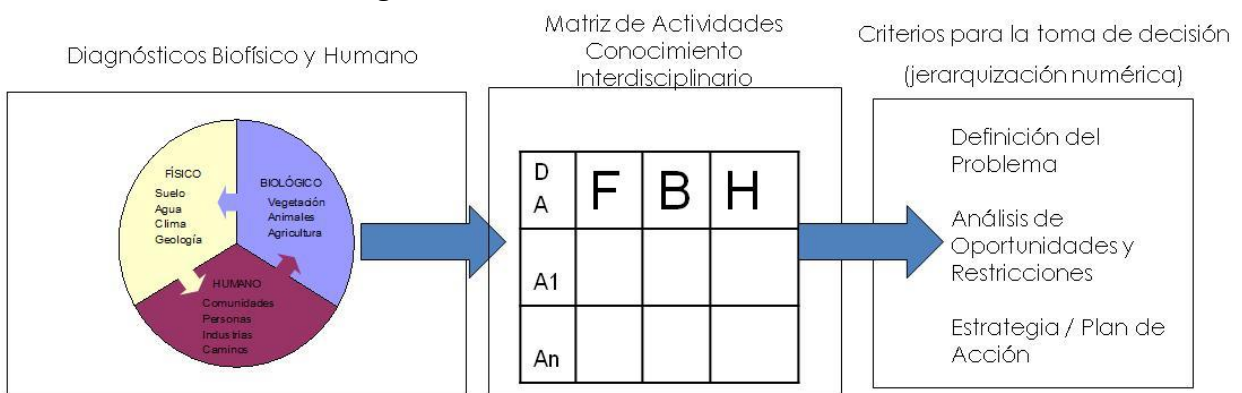 Diagnósticos Biofísico y Humano
FÍSICO
Suelo
Agua
Clima
Geología
BIOLÓGICO
Vegetación
Animales
Agricultura
HUMANO
Comunidades
Personas
Industrias
Caminos
Matriz de Actividades
Conocimiento
Interdisciplinario
D
A
F B H
A1
An
Criterios para la toma de decisión
(jerarquización numérica)
Definición del
Problema
Análisis de
Oportunidades y
Restricciones
Estrategia / Plan de
Acción